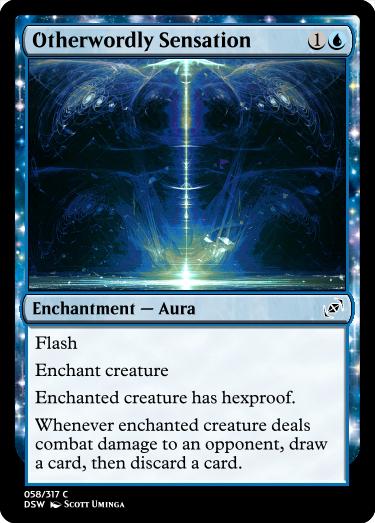 Otherwordly Sensation 1
Enchantment — Aura
Flash
Enchant creature
Enchanted creature has hexproof.
Whenever enchanted creature deals
combat damage to an opponent, draw
a card, then discard a card.
058/317 C
DSW Scott Uminga